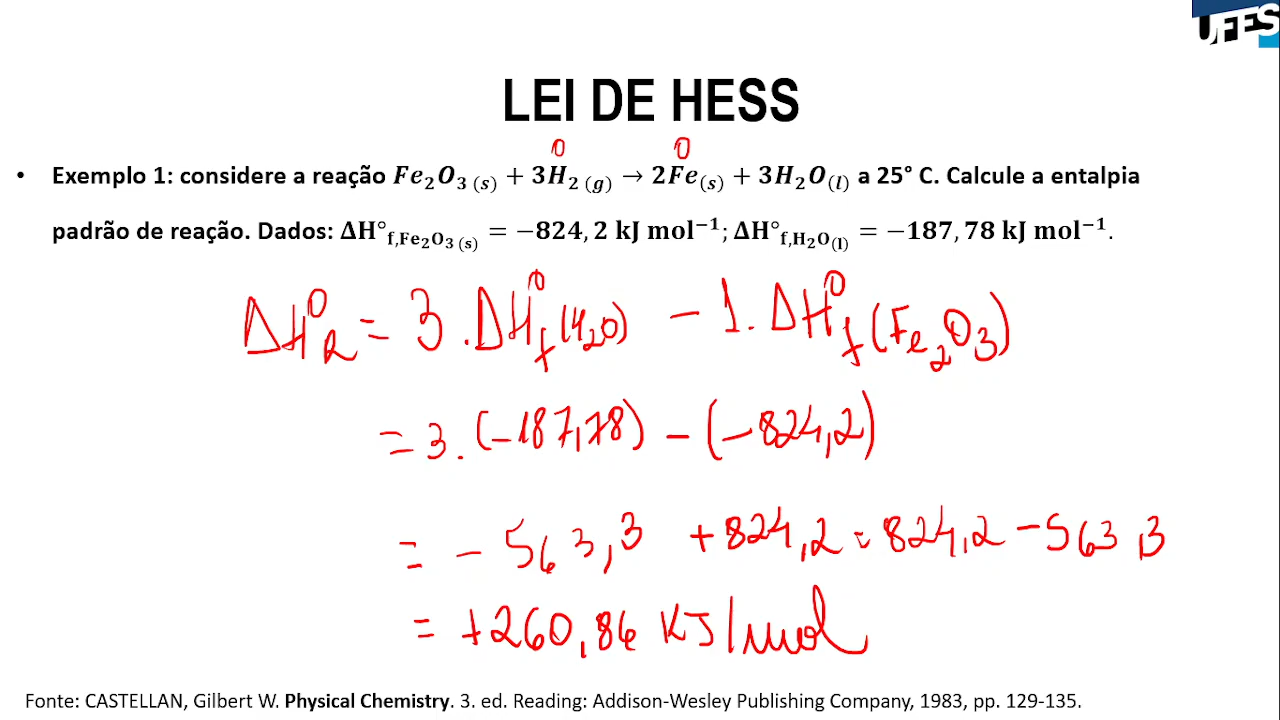 UFES
LEI DE HESS
0 0
• Exemplo 1: considere a reação Fe₂O₃ (s) + 3H₂ (g) → 2Fe(s) + 3H₂O(l) a 25° C. Calcule a entalpia
padrão de reação. Dados: ΔH°f,Fe₂O₃ (s) = −824,2 kJ mol⁻¹; ΔH°f,H₂O(l) = −187,78 kJ mol⁻¹.
ΔH⁰R = 3 . ΔH⁰f (H₂O) − 1. ΔH⁰f (Fe₂O₃)
= 3. (−187,78) − (−824,2)
= − 563,3 + 824,2 = 824,2 − 563,3
= +260,86 KJ/mol
Fonte: CASTELLAN, Gilbert W. Physical Chemistry. 3. ed. Reading: Addison-Wesley Publishing Company, 1983, pp. 129-135.